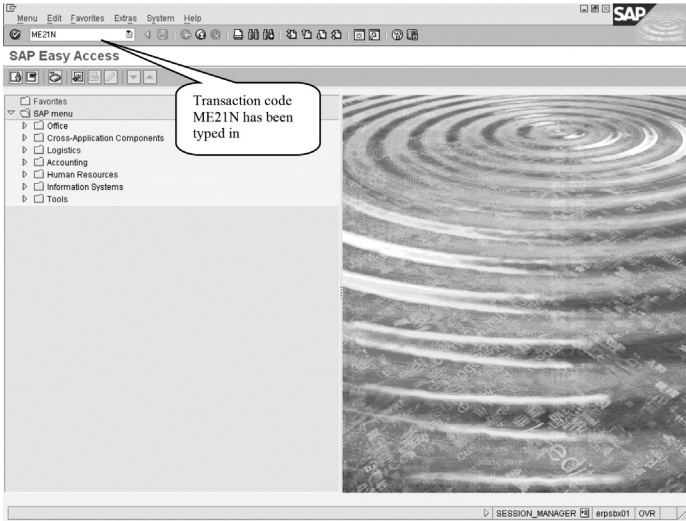 Menu Edit Favorites Extras System Help
SAP
ME21N
SAP Easy Access
Transaction code
ME21N has been
typed in
Favorites
SAP menu
Office
Cross-Application Components
Logistics
Accounting
Human Resources
Information Systems
Tools
SESSION_MANAGER erpsbx01 OVR